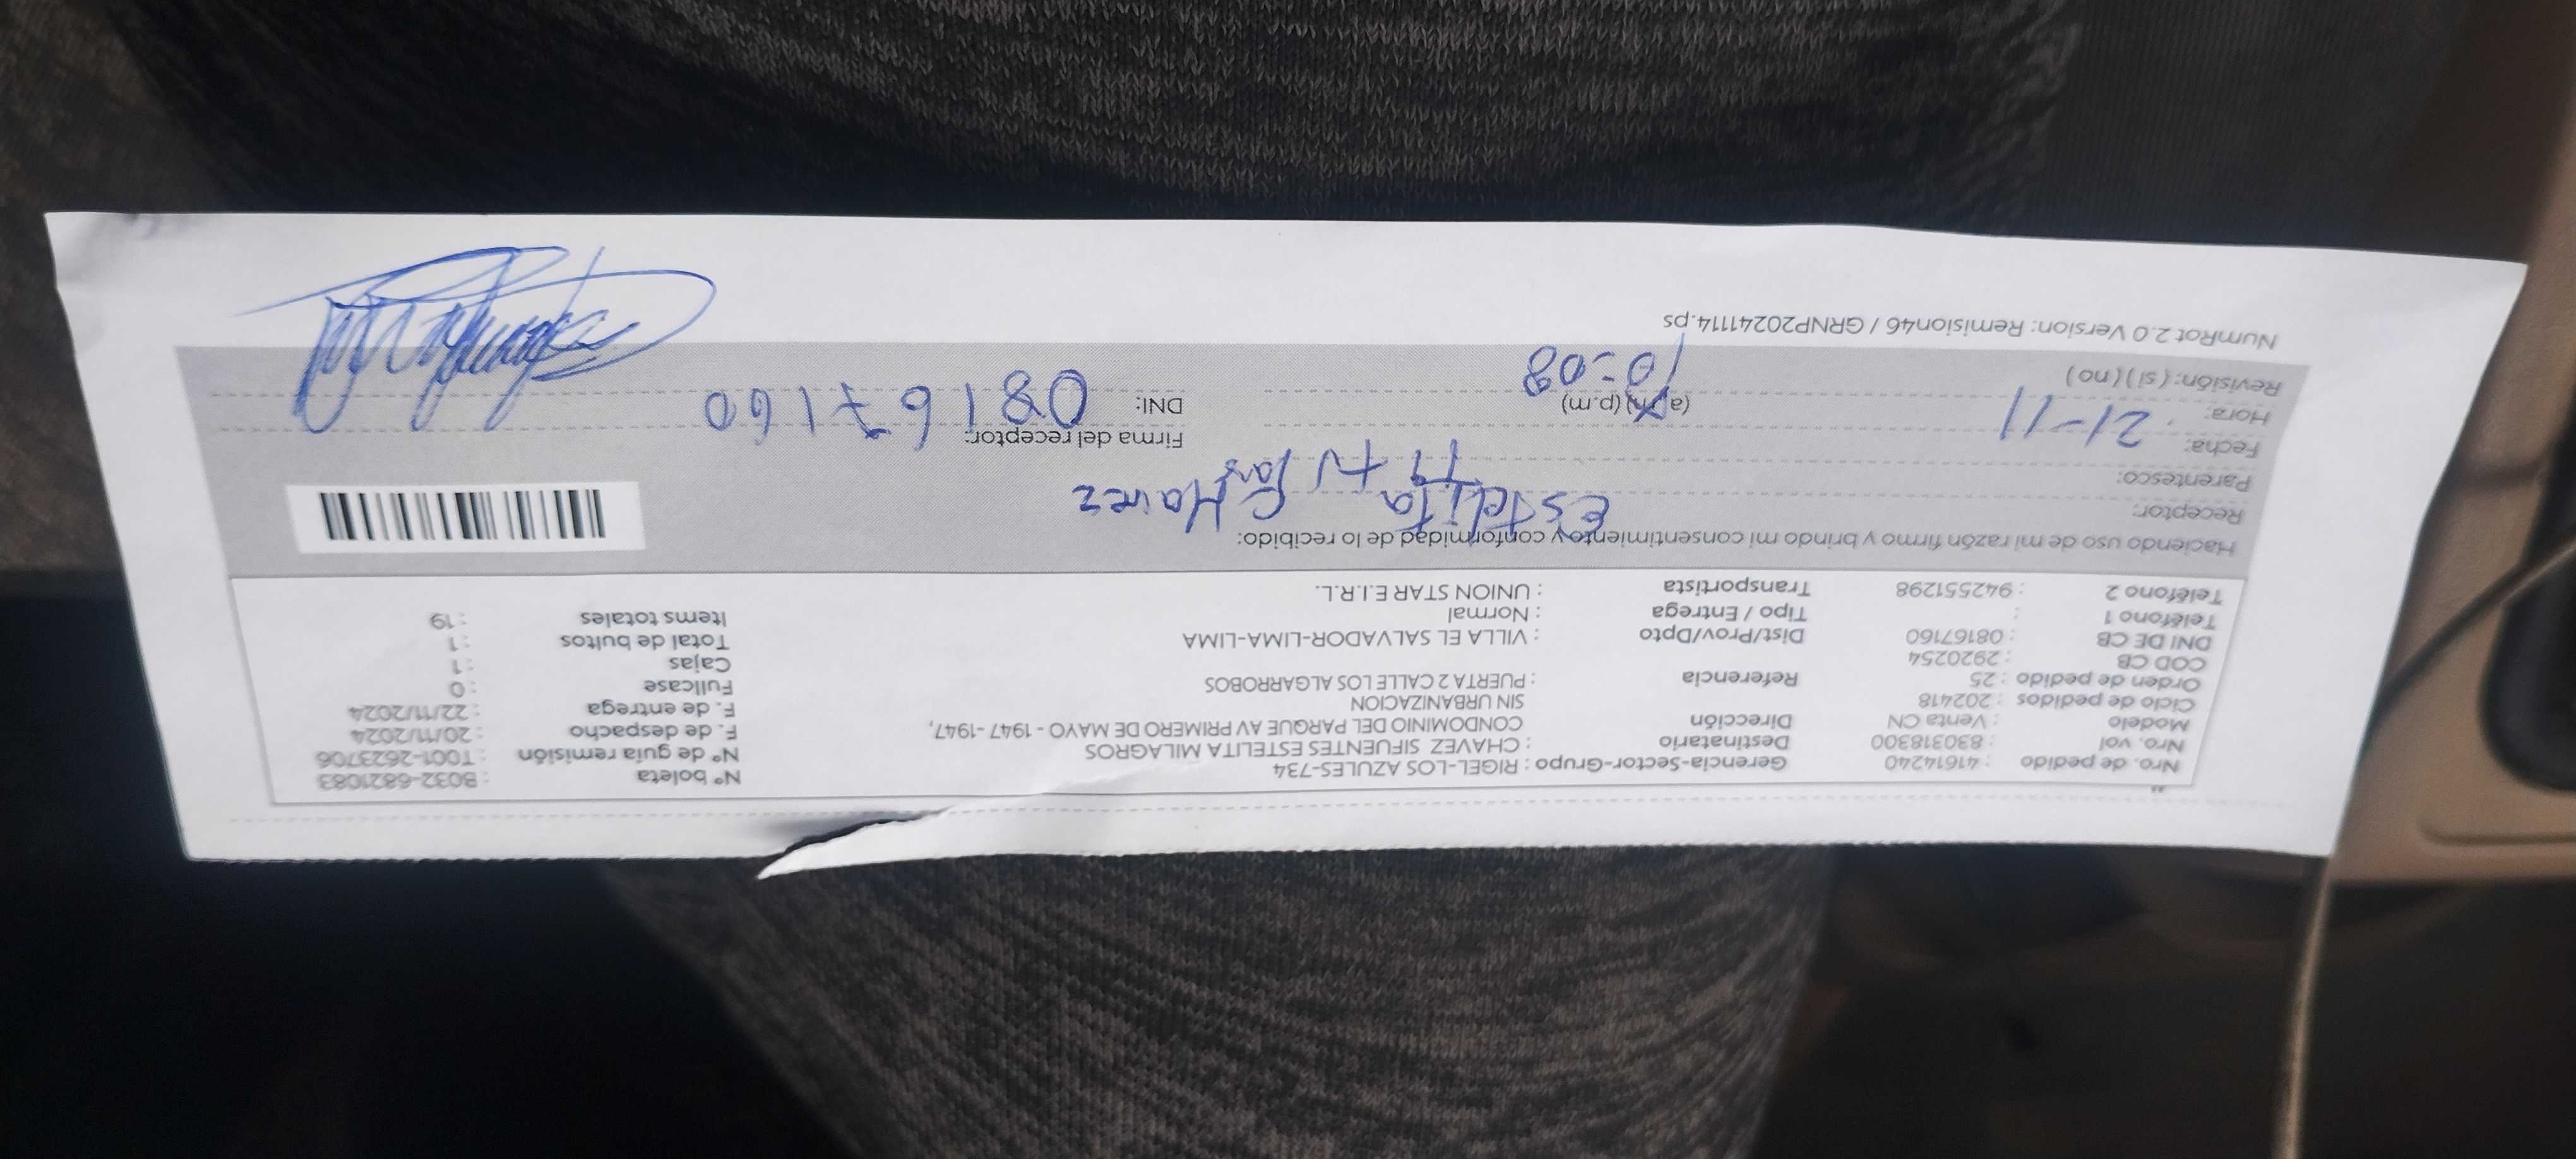 Nro. de pedido : 41614240 Gerencia-Sector-Grupo : RIGEL-LOS AZULES-734 N° boleta : B032-6821083
Nro. vol : 830318300 Destinatario : CHAVEZ SIFUENTES ESTELITA MILAGROS N° de guia remisión : T001-2623706
Modelo : Venta CN Dirección CONDOMINIO DEL PARQUE AV PRIMERO DE MAYO - 1947 -1947, F. de despacho : 20/11/2024
Ciclo de pedidos : 202418 SIN URBANIZACION F. de entrega : 22/11/2024
Orden de pedido : 25 Referencia : PUERTA 2 CALLE LOS ALGARROBOS Fullcase : 0
COD CB : 2920254 Cajas : 1
DNI DE CB : 08167160 Dist/Prov/Dpto : VILLA EL SALVADOR-LIMA-LIMA Total de bultos : 1
Teléfono 1 : Tipo / Entrega : Normal Items totales : 19
Teléfono 2 : 942551298 Transportista : UNION STAR E.I.R.L.
Haciendo uso de mi razón firmo y brindo mi consentimiento y conformidad de lo recibido:
Receptor: Estelita
Parentesco:
Fecha: 21-11 Firma del receptor:
Hora: 10:08 (a.m) (p.m) DNI: 08167160
Revisión: (si) (no)
NumRot 2.0 Version: Remision46 / GRNP20241114.ps